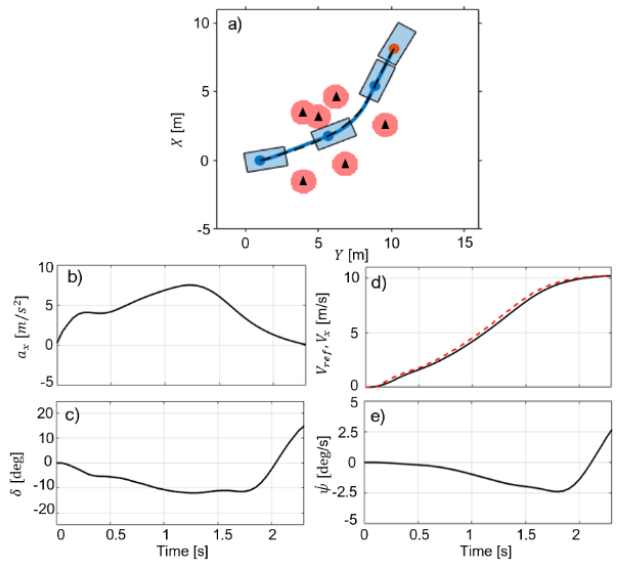 a)
10
5
0
-5
X [m]
0
5
10
15
Y [m]
b)
10
5
0
-5
a_x [m/s²]
d)
10
5
0
V_ref, V_x [m/s]
c)
20
10
0
-10
-20
δ [deg]
0
0.5
1
1.5
2
Time [s]
e)
5
2.5
0
-2.5
-5
ψ̇ [deg/s]
0
0.5
1
1.5
2
Time [s]